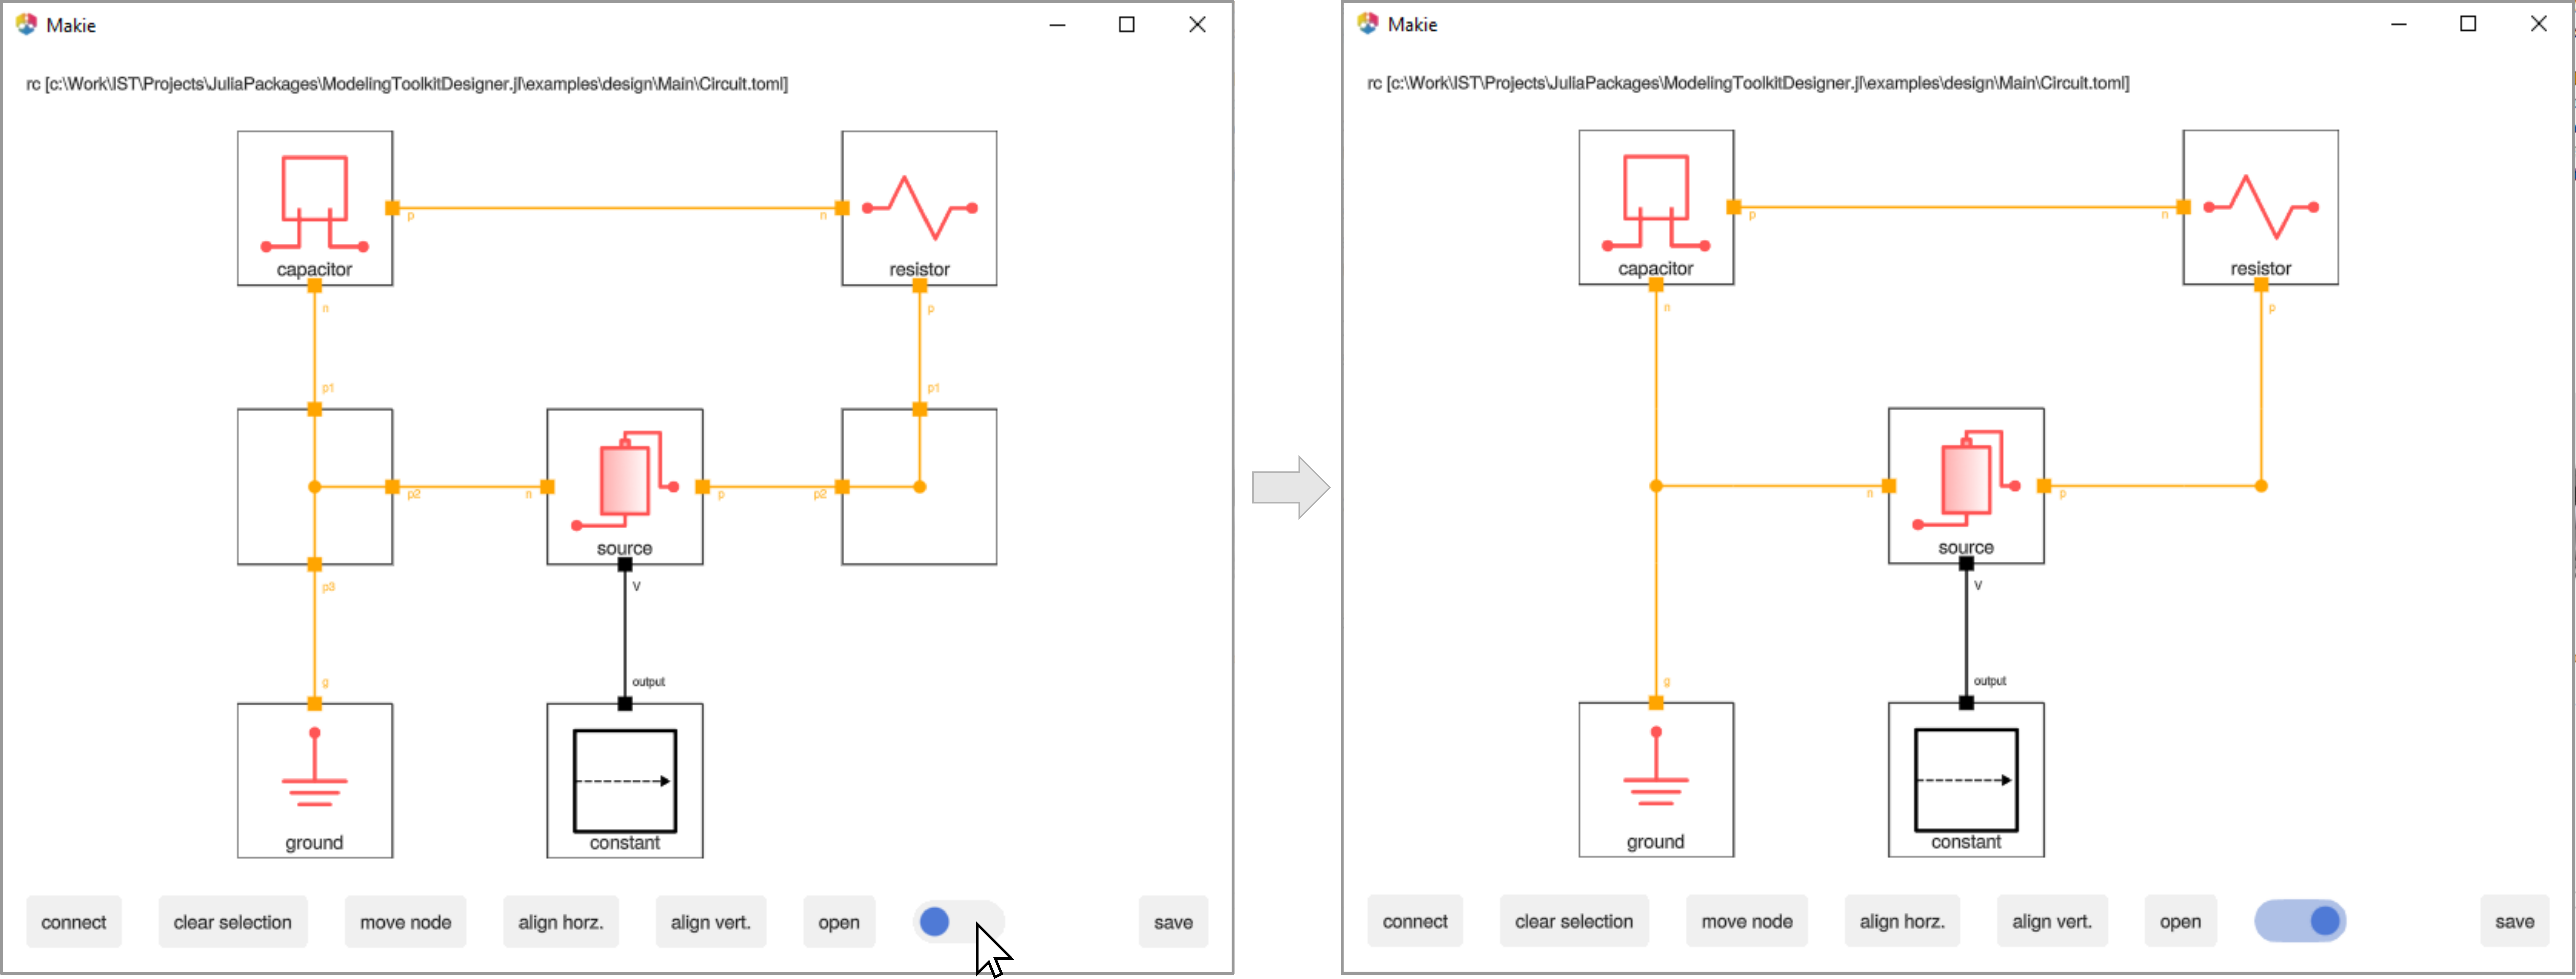 Makie
rc [c:\Work\IST\Projects\JuliaPackages\ModelingToolkitDesigner.jl\examples\design\Main\Circuit.toml]
p
n
capacitor
resistor
n
p
p1
p1
p2
n
p
p2
source
p3
V
g
output
ground
constant
connect
clear selection
move node
align horz.
align vert.
open
save
Makie
rc [c:\Work\IST\Projects\JuliaPackages\ModelingToolkitDesigner.jl\examples\design\Main\Circuit.toml]
p
n
capacitor
resistor
n
p
n
p
source
V
g
output
ground
constant
connect
clear selection
move node
align horz.
align vert.
open
save